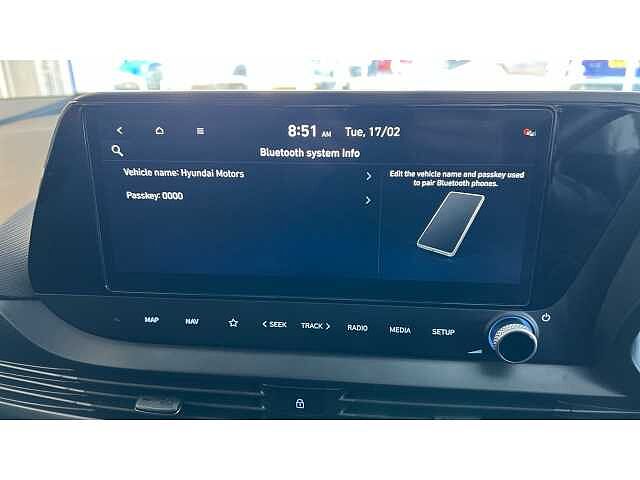 8:51 AM Tue, 17/02
Bluetooth system Info
Vehicle name: Hyundai Motors
Passkey: 0000
Edit the vehicle name and passkey used
to pair Bluetooth phones.
MAP NAV < SEEK TRACK > RADIO MEDIA SETUP